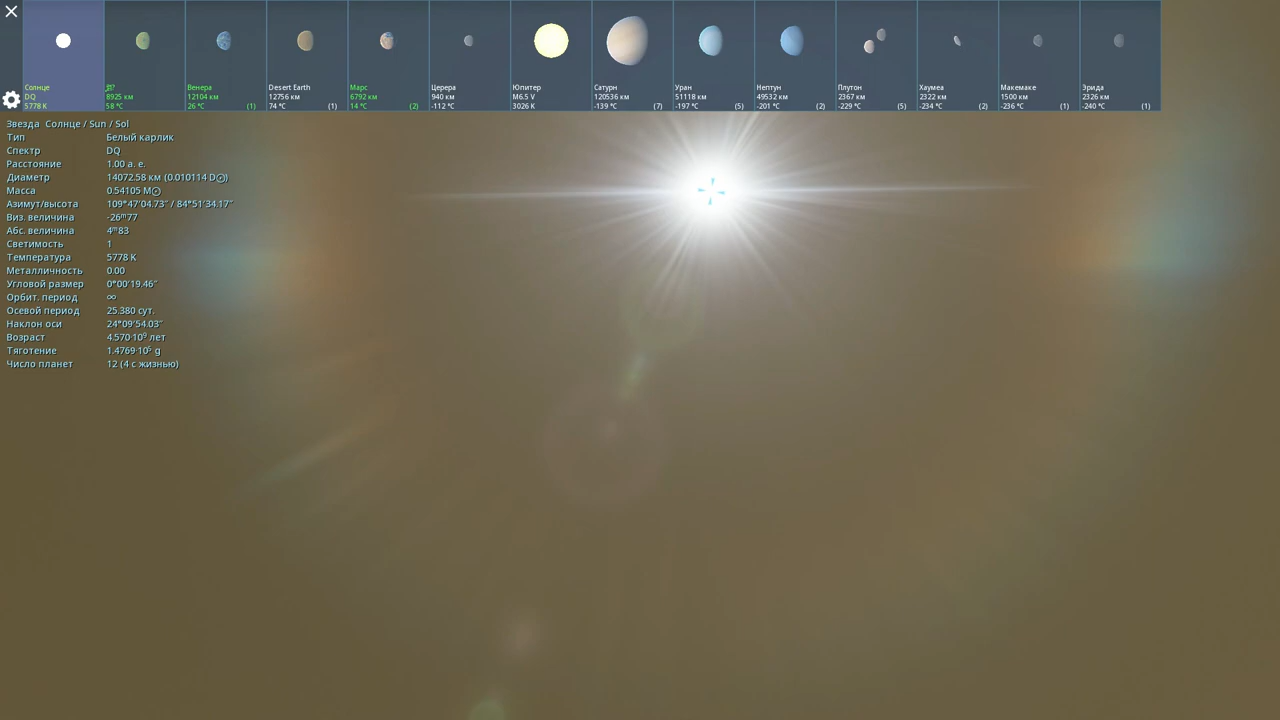 Солнце
DQ
5778 K
8925 км
58 °C
Венера
12104 км
26 °C (1)
Desert Earth
12756 км
74 °C (1)
Марс
6792 км
14 °C (2)
Церера
940 км
-112 °C
Юпитер
M6.5 V
3026 K
Сатурн
120536 км
-139 °C (7)
Уран
51118 км
-197 °C (5)
Нептун
49532 км
-201 °C (2)
Плутон
2367 км
-229 °C (5)
Хаумеа
2322 км
-234 °C (2)
Макемаке
1500 км
-236 °C (1)
Эрида
2326 км
-240 °C (1)
Звезда Солнце / Sun / Sol
Тип Белый карлик
Спектр DQ
Расстояние 1.00 а. е.
Диаметр 14072.58 км (0.010114 D☉)
Масса 0.54105 M☉
Азимут/высота 109°47′04.73″ / 84°51′34.17″
Виз. величина -26ᵐ77
Абс. величина 4ᵐ83
Светимость 1
Температура 5778 K
Металличность 0.00
Угловой размер 0°00′19.46″
Орбит. период ∞
Осевой период 25.380 сут.
Наклон оси 24°09′54.03″
Возраст 4.570·10⁹ лет
Тяготение 1.4769·10⁵ g
Число планет 12 (4 с жизнью)